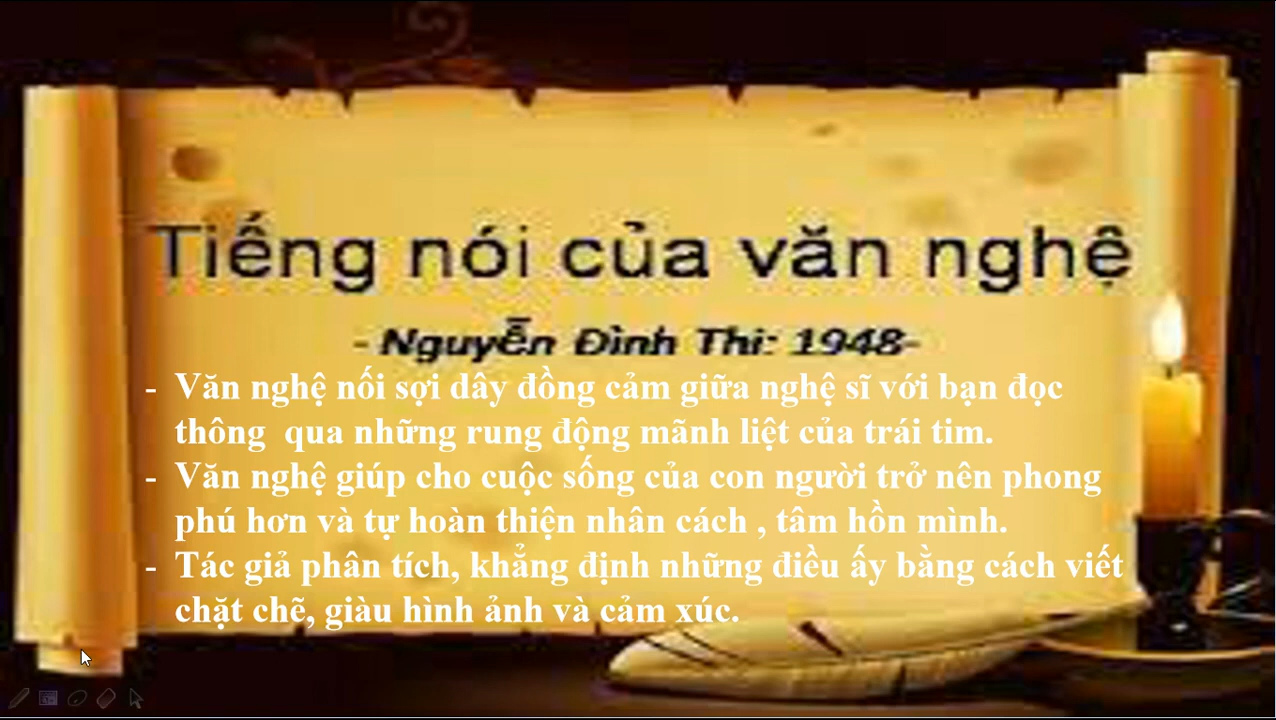 Tiếng nói của văn nghệ
- Nguyễn Đình Thi: 1948-
- Văn nghệ nối sợi dây đồng cảm giữa nghệ sĩ với bạn đọc
thông qua những rung động mãnh liệt của trái tim.
- Văn nghệ giúp cho cuộc sống của con người trở nên phong
phú hơn và tự hoàn thiện nhân cách , tâm hồn mình.
- Tác giả phân tích, khẳng định những điều ấy bằng cách viết
chặt chẽ, giàu hình ảnh và cảm xúc.